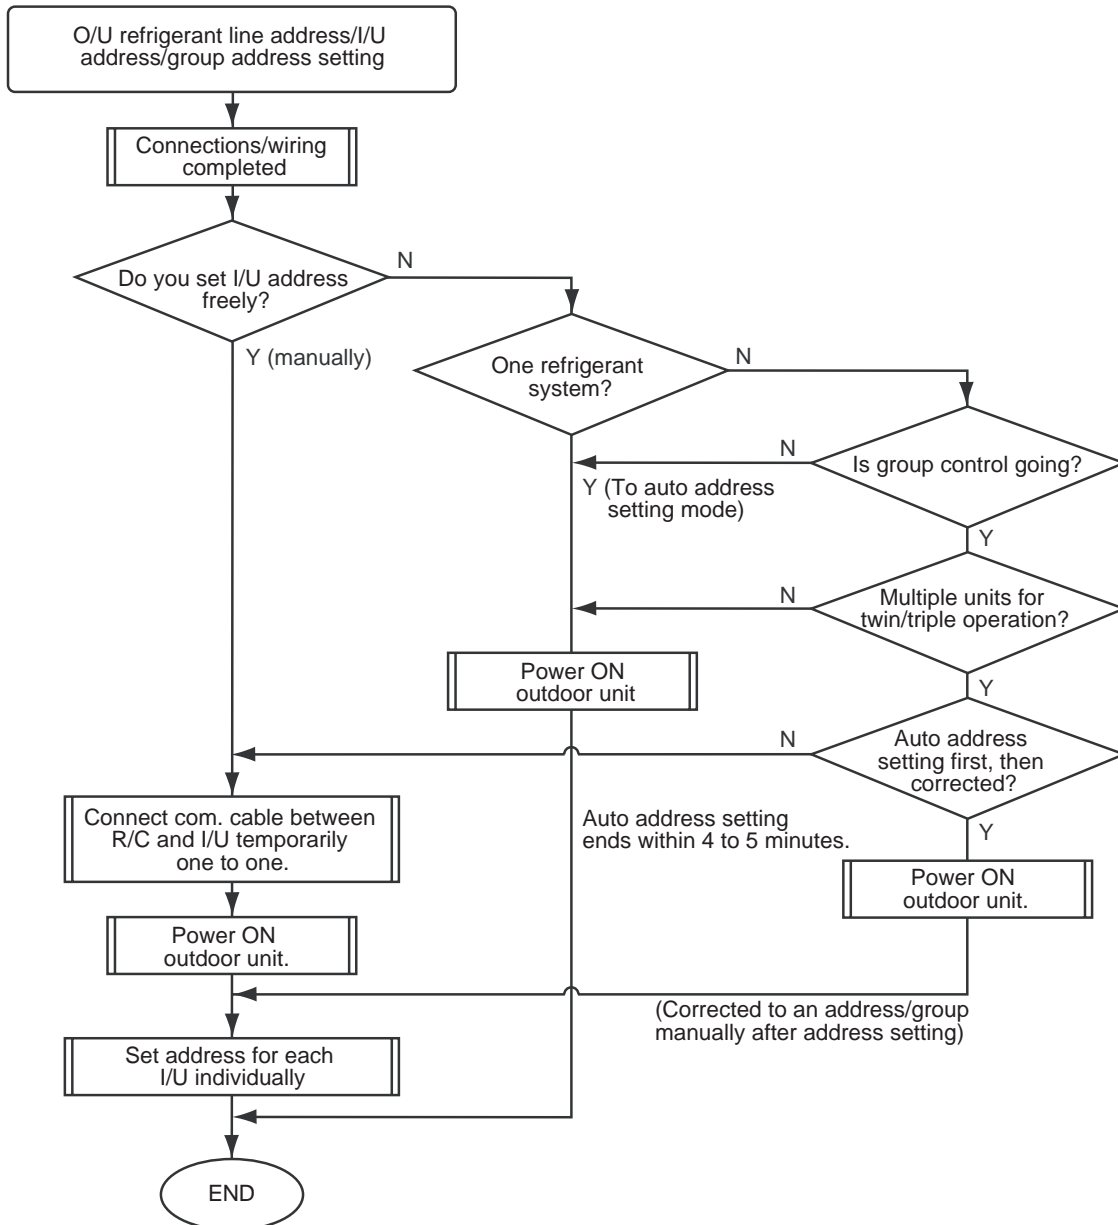 O/U refrigerant line address/I/U
address/group address setting
Connections/wiring
completed
Do you set I/U address
freely?
N
Y (manually)
One refrigerant
system?
N
Is group control going?
N
Y (To auto address
setting mode)
Y
Multiple units for
twin/triple operation?
N
Power ON
outdoor unit
Y
Auto address
setting first, then
corrected?
N
Connect com. cable between
R/C and I/U temporarily
one to one.
Auto address setting
ends within 4 to 5 minutes.
Y
Power ON
outdoor unit.
Power ON
outdoor unit.
(Corrected to an address/group
manually after address setting)
Set address for each
I/U individually
END